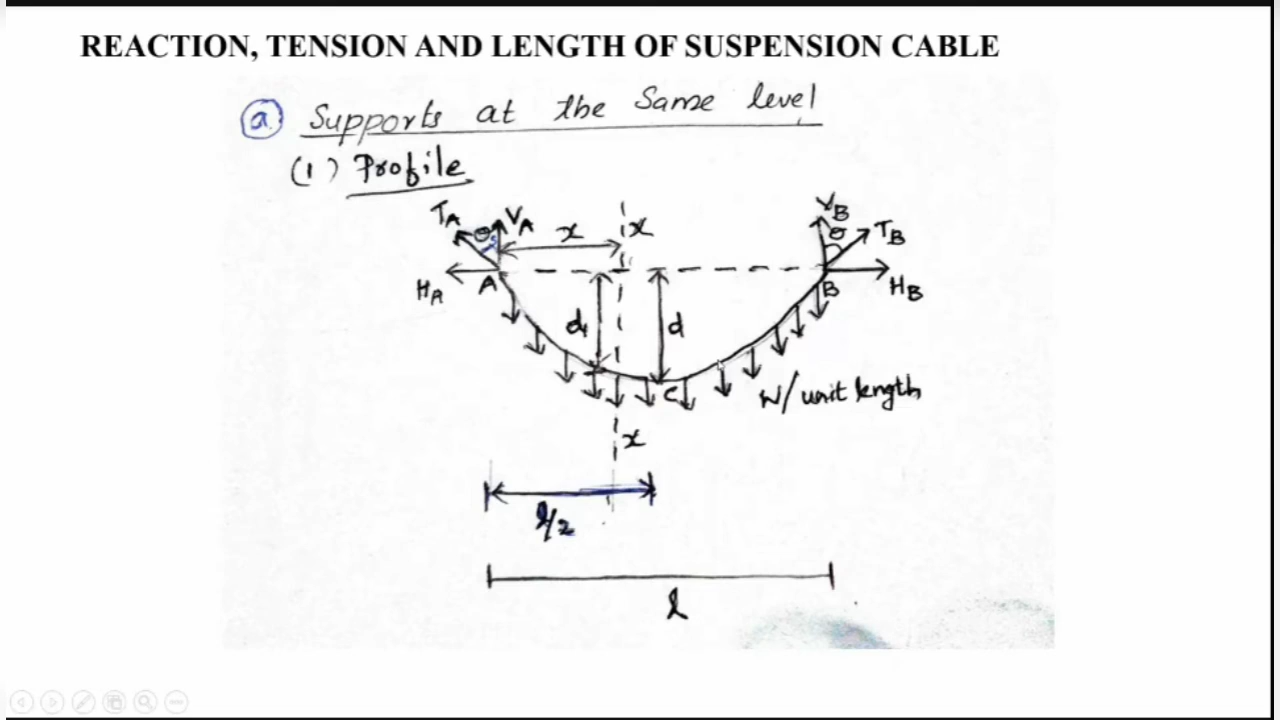 REACTION, TENSION AND LENGTH OF SUSPENSION CABLE
(a) Supports at the Same level
(1) Profile
TA θ VA x x VB θ TB
HA A B HB
d1 d
C W/ unit length
x
l/2
l